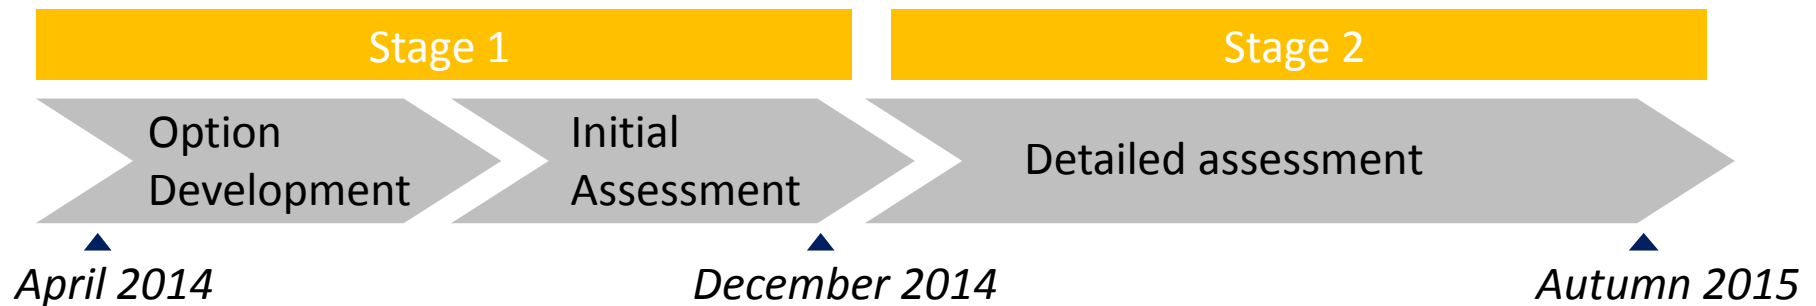 Stage 1
Stage 2
Option
Development
Initial
Assessment
Detailed assessment
April 2014
December 2014
Autumn 2015